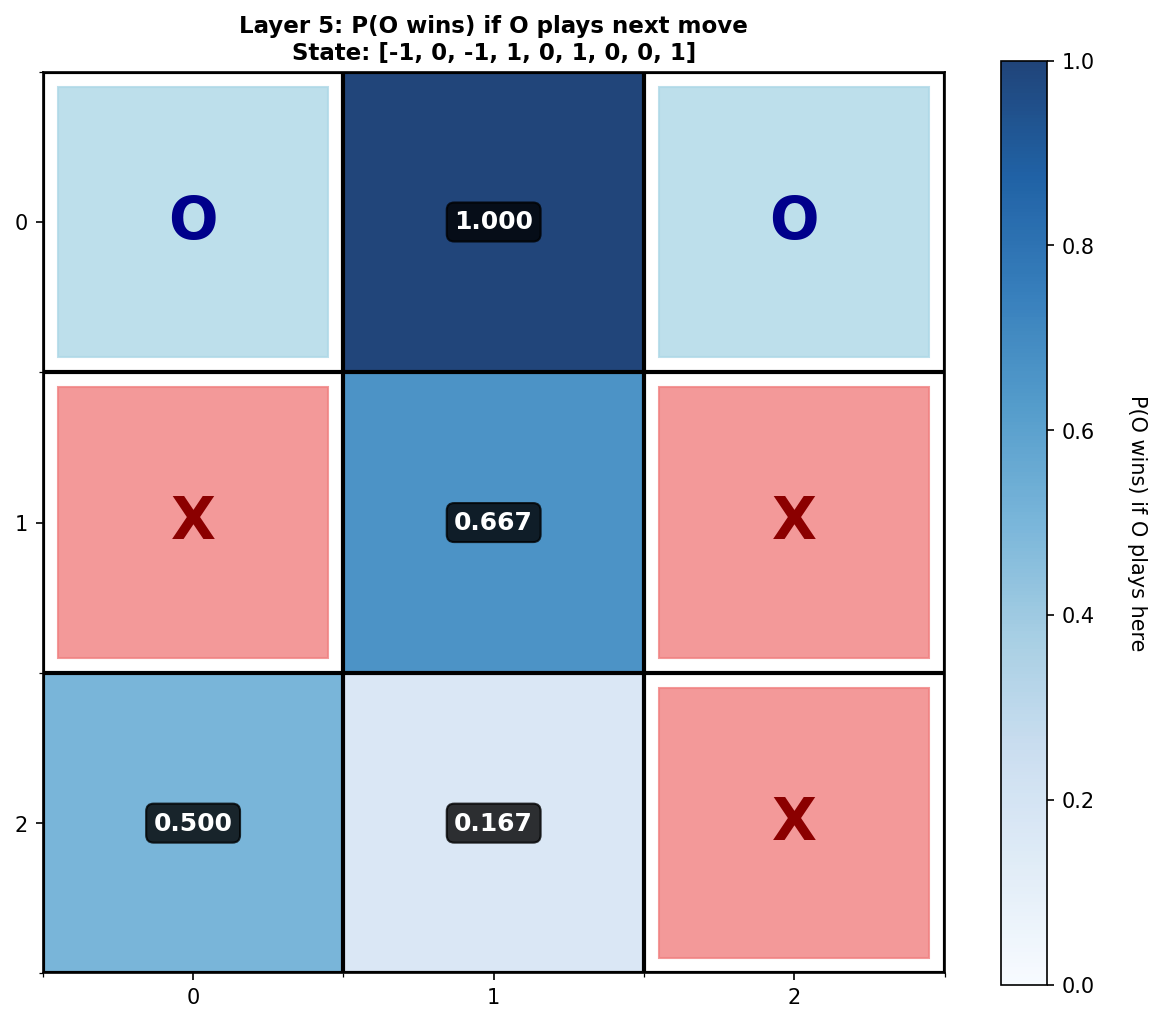 Layer 5: P(O wins) if O plays next move
State: [-1, 0, -1, 1, 0, 1, 0, 0, 1]
0
O
1.000
O
1
X
0.667
X
2
0.500
0.167
X
0
1
2
1.0
0.8
0.6
0.4
0.2
0.0
P(O wins) if O plays here